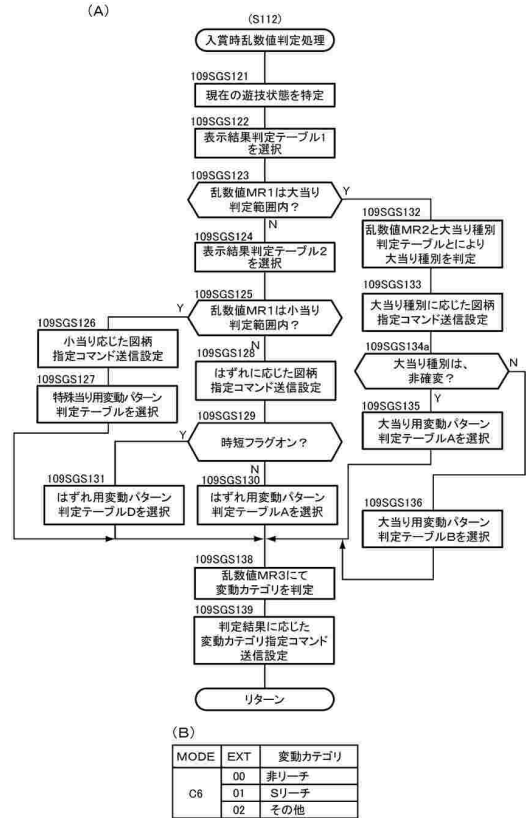 (A)
(S112)
入賞時乱数値判定処理
109SGS121
現在の遊技状態を特定
109SGS122
表示結果判定テーブル1
を選択
109SGS123
乱数値MR1は大当り
判定範囲内?
Y
N
109SGS132
乱数値MR2と大当り種別
判定テーブルとにより
大当り種別を判定
109SGS124
表示結果判定テーブル2
を選択
109SGS133
大当り種別に応じた図柄
指定コマンド送信設定
109SGS125
乱数値MR1は小当り
判定範囲内?
Y
N
109SGS126
小当り応じた図柄
指定コマンド送信設定
109SGS134a
大当り種別は、
非確変?
N
Y
109SGS128
はずれに応じた図柄
指定コマンド送信設定
109SGS127
特殊当り用変動パターン
判定テーブルを選択
109SGS135
大当り用変動パターン
判定テーブルAを選択
109SGS129
時短フラグオン?
Y
N
109SGS131
はずれ用変動パターン
判定テーブルDを選択
109SGS130
はずれ用変動パターン
判定テーブルAを選択
109SGS136
大当り用変動パターン
判定テーブルBを選択
109SGS138
乱数値MR3にて
変動カテゴリを判定
109SGS139
判定結果に応じた
変動カテゴリ指定コマンド
送信設定
リターン
(B)
MODE EXT 変動カテゴリ
C6 00 非リーチ
01 Sリーチ
02 その他